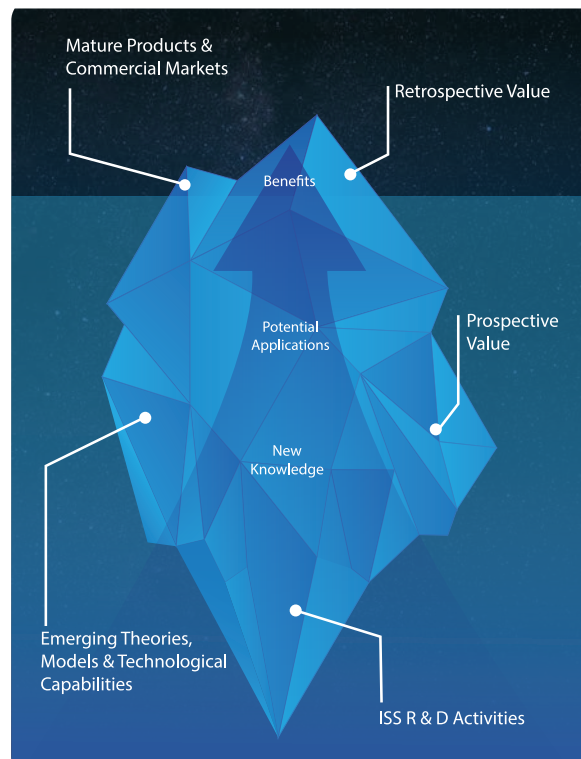 Mature Products &
Commercial Markets
Retrospective Value
Benefits
Potential
Applications
Prospective
Value
New
Knowledge
Emerging Theories,
Models & Technological
Capabilities
ISS R & D Activities